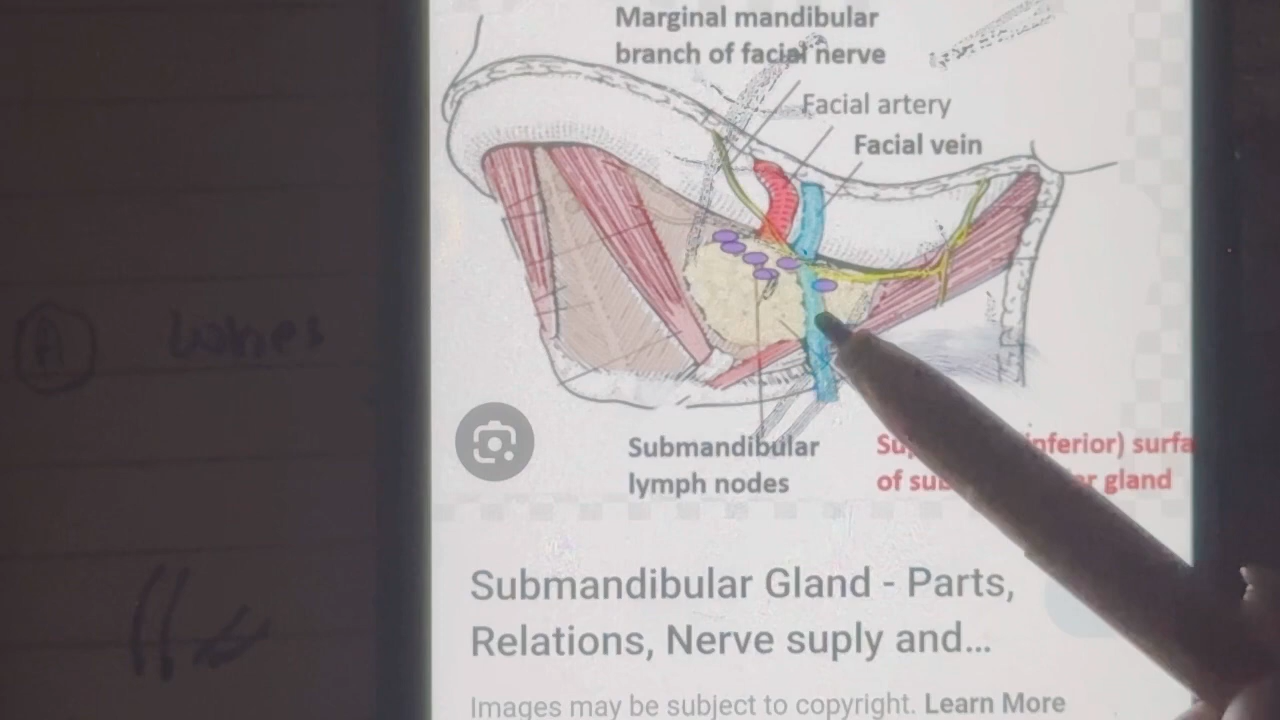 Marginal mandibular
branch of facial nerve
Facial artery
Facial vein
Submandibular
lymph nodes
(inferior) surfa
of gland
Submandibular Gland - Parts,
Relations, Nerve suply and...
Images may be subject to copyright. Learn More
A